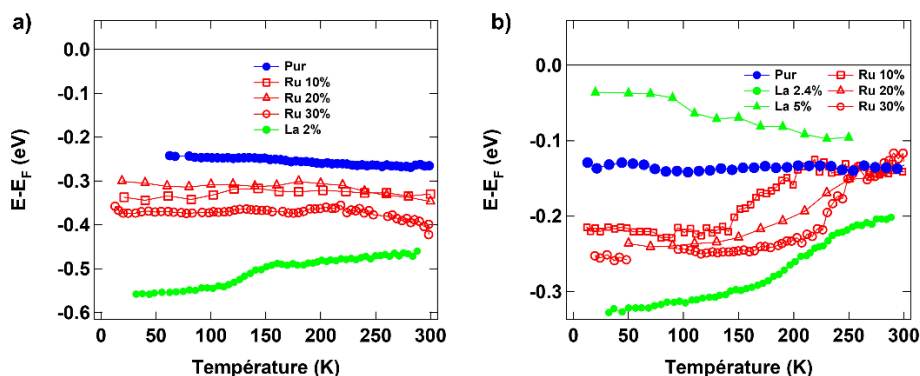 a)
0.0
-0.1
-0.2
-0.3
-0.4
-0.5
-0.6
E-E_F (eV)
Pur
Ru 10%
Ru 20%
Ru 30%
La 2%
0 50 100 150 200 250 300
Température (K)
b)
0.0
-0.1
-0.2
-0.3
E-E_F (eV)
Pur Ru 10%
La 2.4% Ru 20%
La 5% Ru 30%
0 50 100 150 200 250 300
Température (K)